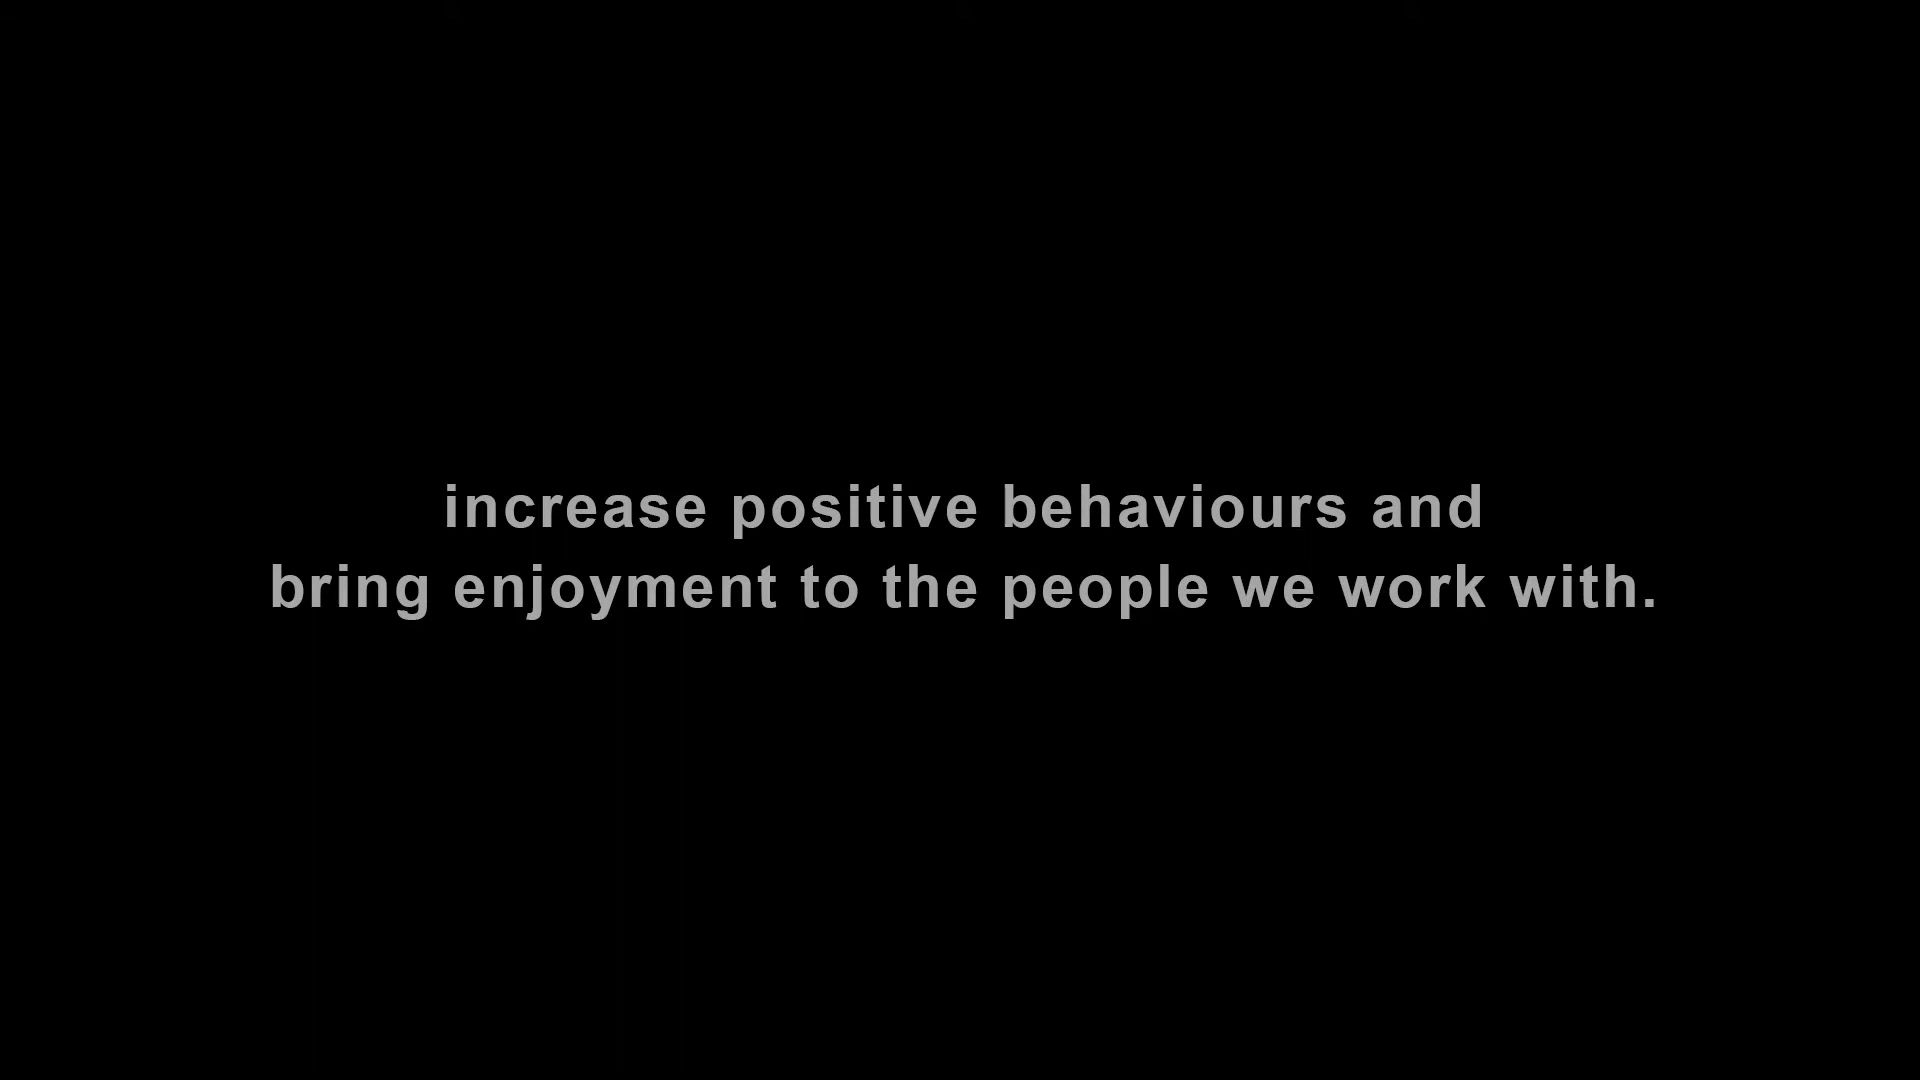 increase positive behaviours and
bring enjoyment to the people we work with.